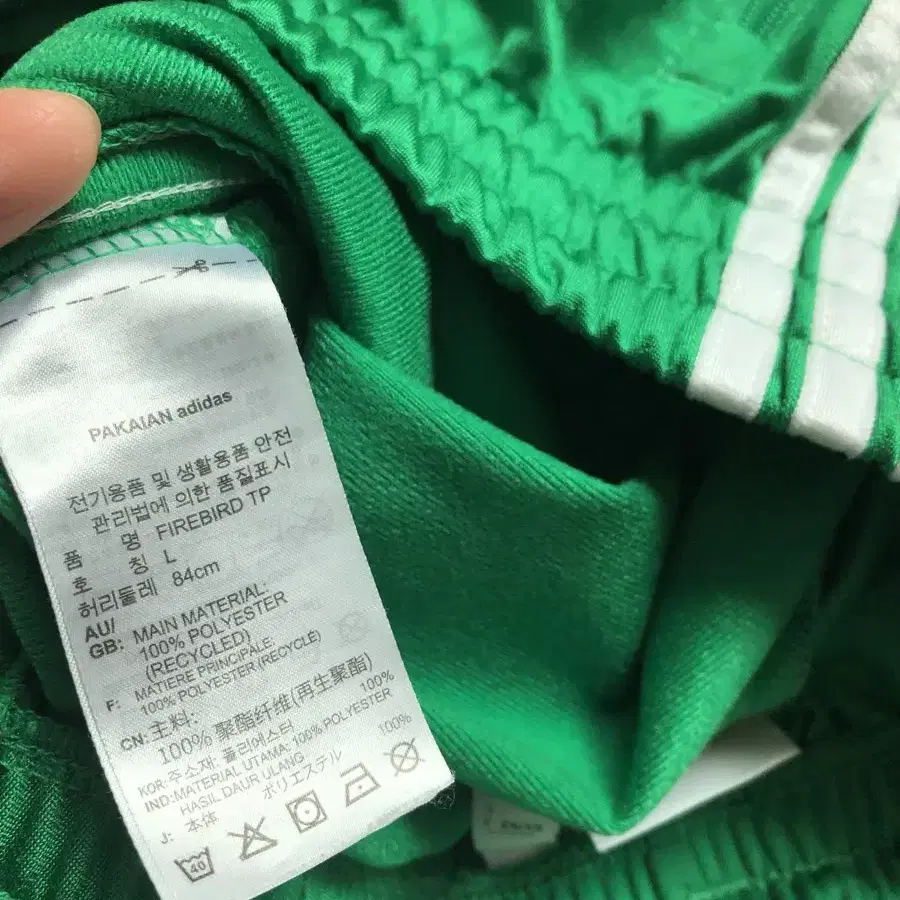 PAKAIAN adidas
전기용품 및 생활용품 안전
관리법에 의한 품질표시
품 명 FIREBIRD TP
호 칭 L
허리둘레 84cm
AU/
GB: MAIN MATERIAL:
100% POLYESTER
(RECYCLED)
F: MATIERE PRINCIPALE:
100% POLYESTER (RECYCLÉ)
CN: 主料: 100%
100% 聚酯纤维(再生聚酯)
KOR: 주소재: 폴리에스터 100%
IND: MATERIAL UTAMA: 100% POLYESTER
HASIL DAUR ULANG
J: 本体 ポリエステル 100%
40